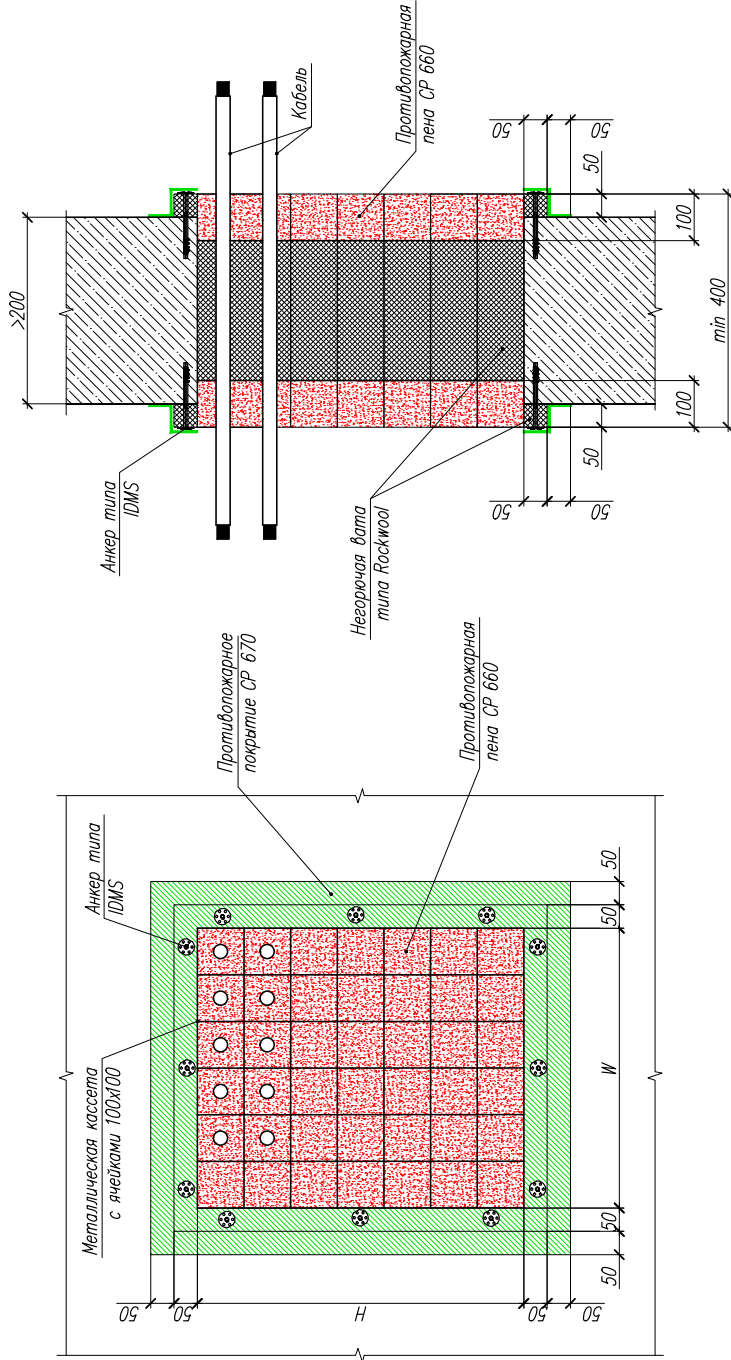 >200
Анкер типа
IDMS
Кабель
Противопожарная
пена CP 660
Негорючая вата
типа Rockwool
50
50
50
50
50
100
100
50
min 400
Металлическая кассета
с ячейками 100x100
Анкер типа
IDMS
Противопожарное
покрытие CP 670
Противопожарная
пена CP 660
50
50
H
50
50
50
50
W
50
50